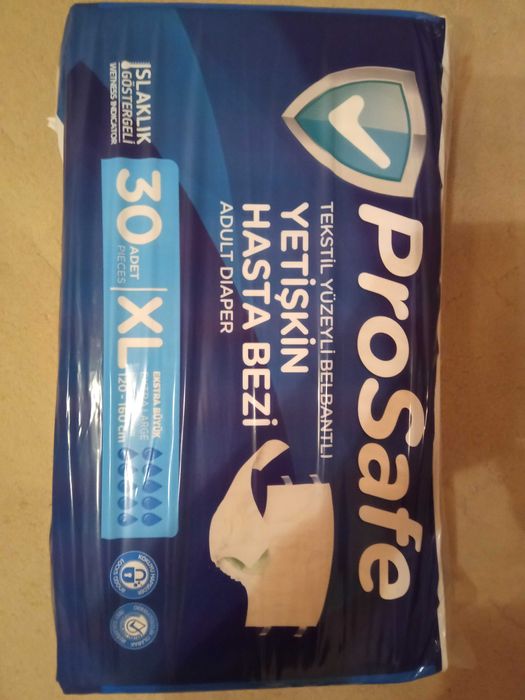 ProSafe
TEKSTİL YÜZEYLİ BELBANTLI
YETİŞKİN
HASTA BEZİ
ADULT DIAPER
ISLAKLIK
GÖSTERGELİ
WETNESS INDICATOR
30 ADET
PIECES
XL
EKSTRA BÜYÜK
EXTRA LARGE
120 - 160 cm